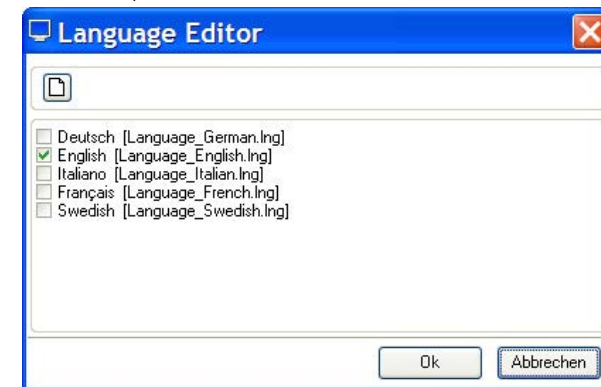 Language Editor
Deutsch [Language_German.lng]
English [Language_English.lng]
Italiano [Language_Italian.lng]
Français [Language_French.lng]
Swedish [Language_Swedish.lng]
Ok Abbrechen